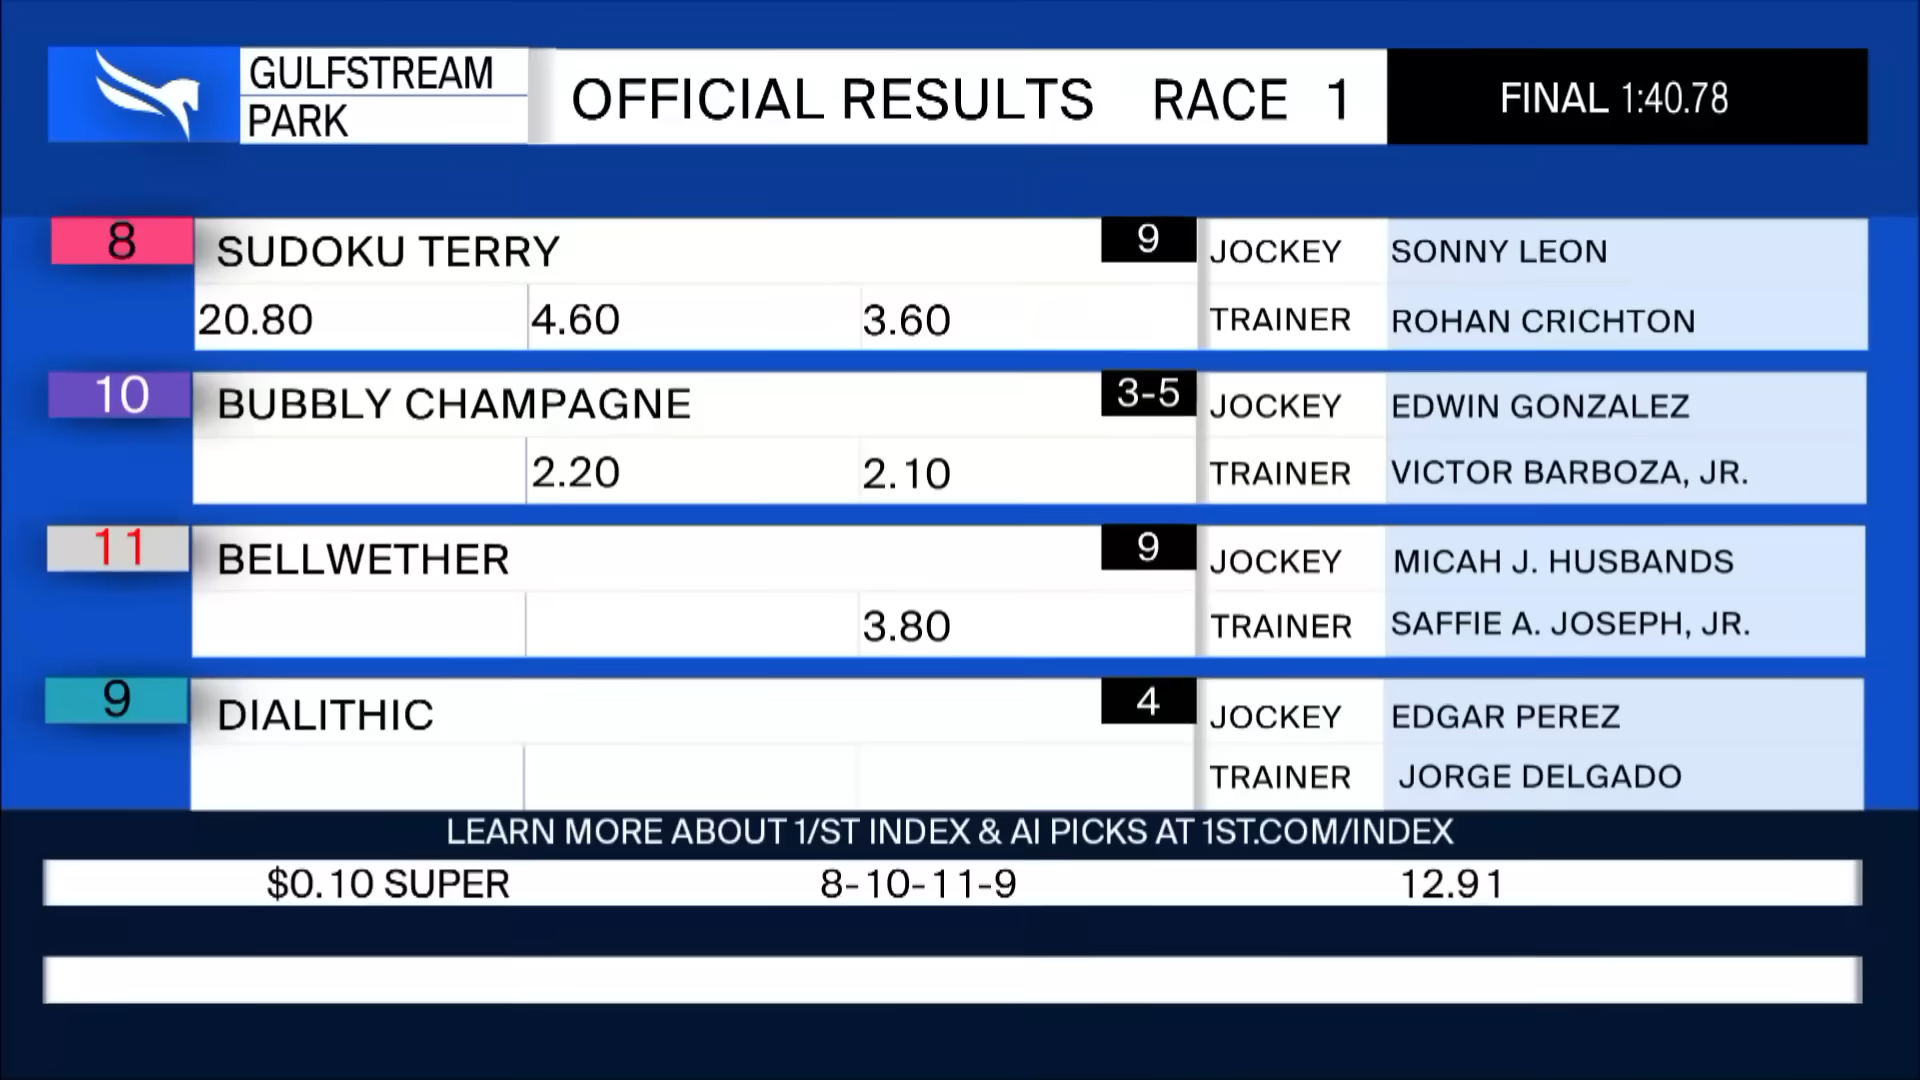 GULFSTREAM
PARK
OFFICIAL RESULTS RACE 1
FINAL 1:40.78
8 SUDOKU TERRY 9 JOCKEY SONNY LEON
20.80 4.60 3.60 TRAINER ROHAN CRICHTON
10 BUBBLY CHAMPAGNE 3-5 JOCKEY EDWIN GONZALEZ
2.20 2.10 TRAINER VICTOR BARBOZA, JR.
11 BELLWETHER 9 JOCKEY MICAH J. HUSBANDS
3.80 TRAINER SAFFIE A. JOSEPH, JR.
9 DIALITHIC 4 JOCKEY EDGAR PEREZ
TRAINER JORGE DELGADO
LEARN MORE ABOUT 1/ST INDEX & AI PICKS AT 1ST.COM/INDEX
$0.10 SUPER 8-10-11-9 12.91